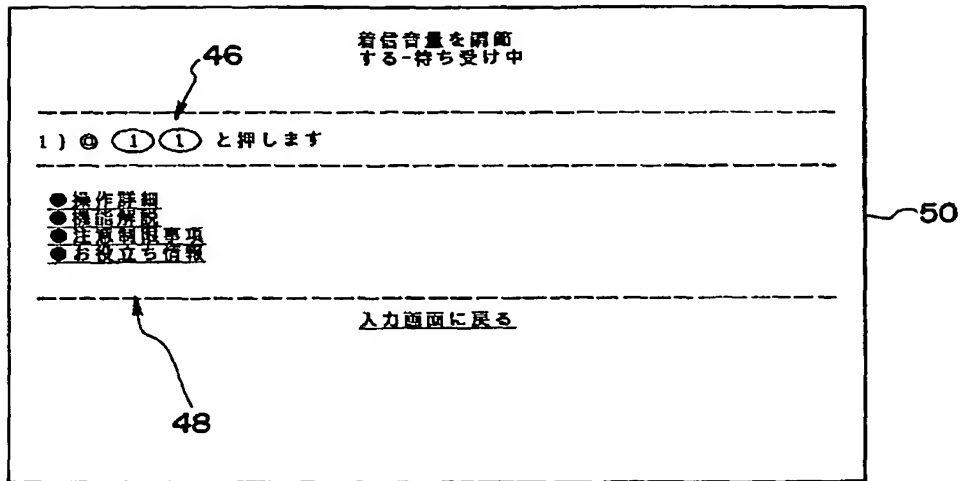 着信音量を調節
する-待ち受け中
46
1) ◎ ① ① と押します
●操作詳細
●機能解説
●注意制限事項
●お役立ち情報
50
入力画面に戻る
48